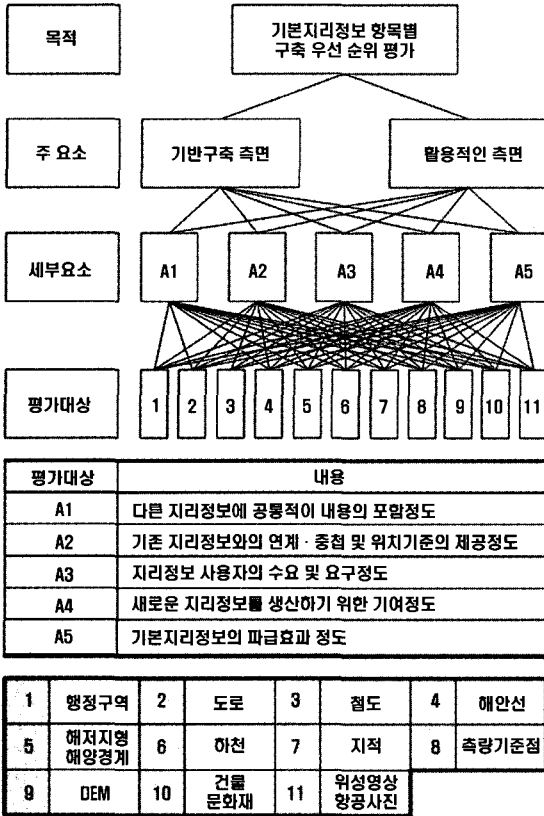 목적
기본지리정보 항목별
구축 우선 순위 평가
주 요소
기반구축 측면
활용적인 측면
세부요소
A1 A2 A3 A4 A5
평가대상
1 2 3 4 5 6 7 8 9 10 11
평가대상 내용
A1 다른 지리정보에 공통적이 내용의 포함정도
A2 기존 지리정보와의 연계 · 중첩 및 위치기준의 제공정도
A3 지리정보 사용자의 수요 및 요구정도
A4 새로운 지리정보를 생산하기 위한 기여정도
A5 기본지리정보의 파급효과 정도
1 행정구역 2 도로 3 철도 4 해안선
5 해저지형
해양경계 6 하천 7 지적 8 측량기준점
9 DEM 10 건물
문화재 11 위성영상
항공사진